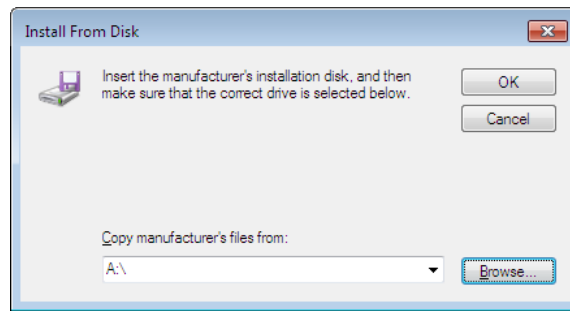 Install From Disk
Insert the manufacturer's installation disk, and then
make sure that the correct drive is selected below.
OK
Cancel
Copy manufacturer's files from:
A:\
Browse...